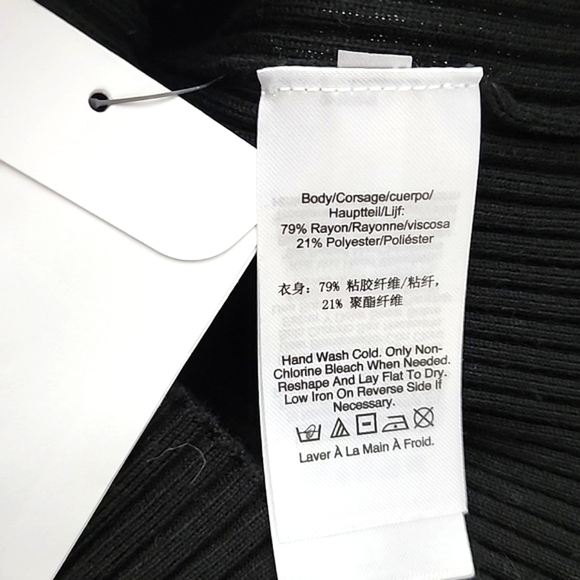 Body/Corsage/cuerpo/
Hauptteil/Lijf:
79% Rayon/Rayonne/viscosa
21% Polyester/Poliéster
衣身: 79% 粘胶纤维/粘纤,
21% 聚酯纤维
Hand Wash Cold. Only Non-
Chlorine Bleach When Needed.
Reshape And Lay Flat To Dry.
Low Iron On Reverse Side If
Necessary.
Laver À La Main À Froid.